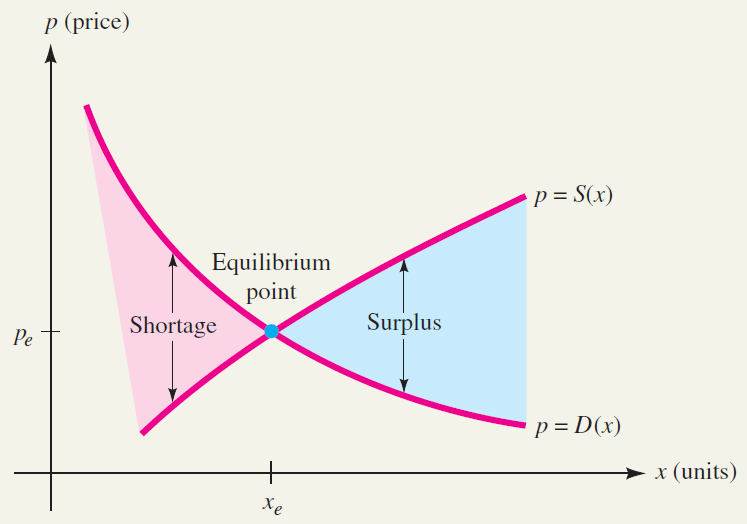 p (price)
p = S(x)
Equilibrium
point
Shortage
Surplus
pe
p = D(x)
x (units)
xe